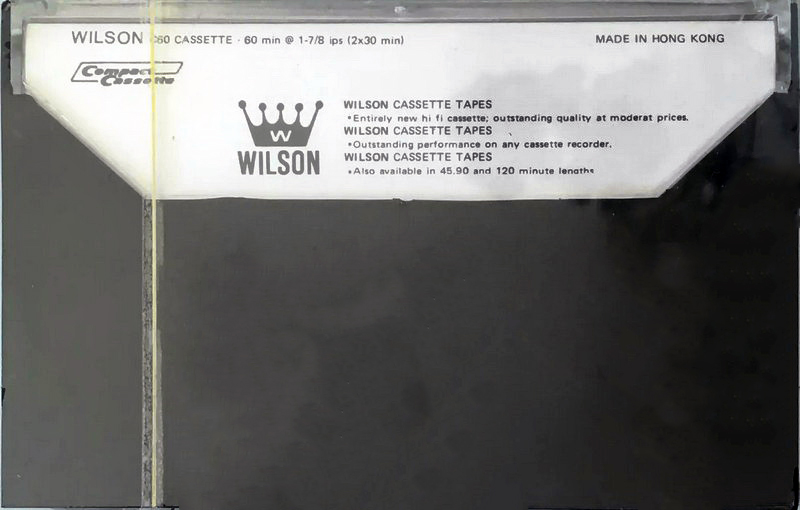 WILSON C60 CASSETTE · 60 min @ 1-7/8 ips (2x30 min)
MADE IN HONG KONG
Compact
Cassette
W
WILSON
WILSON CASSETTE TAPES
•Entirely new hi fi cassette; outstanding quality at moderat prices.
WILSON CASSETTE TAPES
•Outstanding performance on any cassette recorder.
WILSON CASSETTE TAPES
•Also available in 45.90 and 120 minute lengths